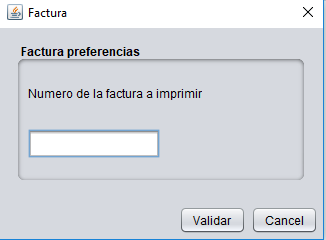 Factura
Factura preferencias
Numero de la factura a imprimir
Validar
Cancel